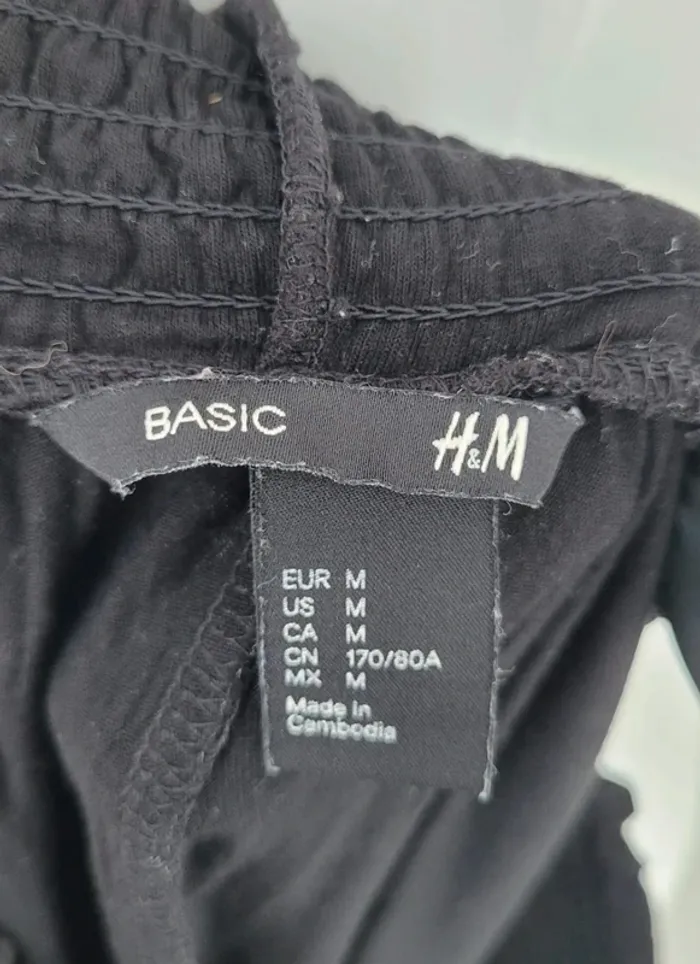 BASIC H&M
EUR M
US M
CA M
CN 170/80A
MX M
Made in
Cambodia